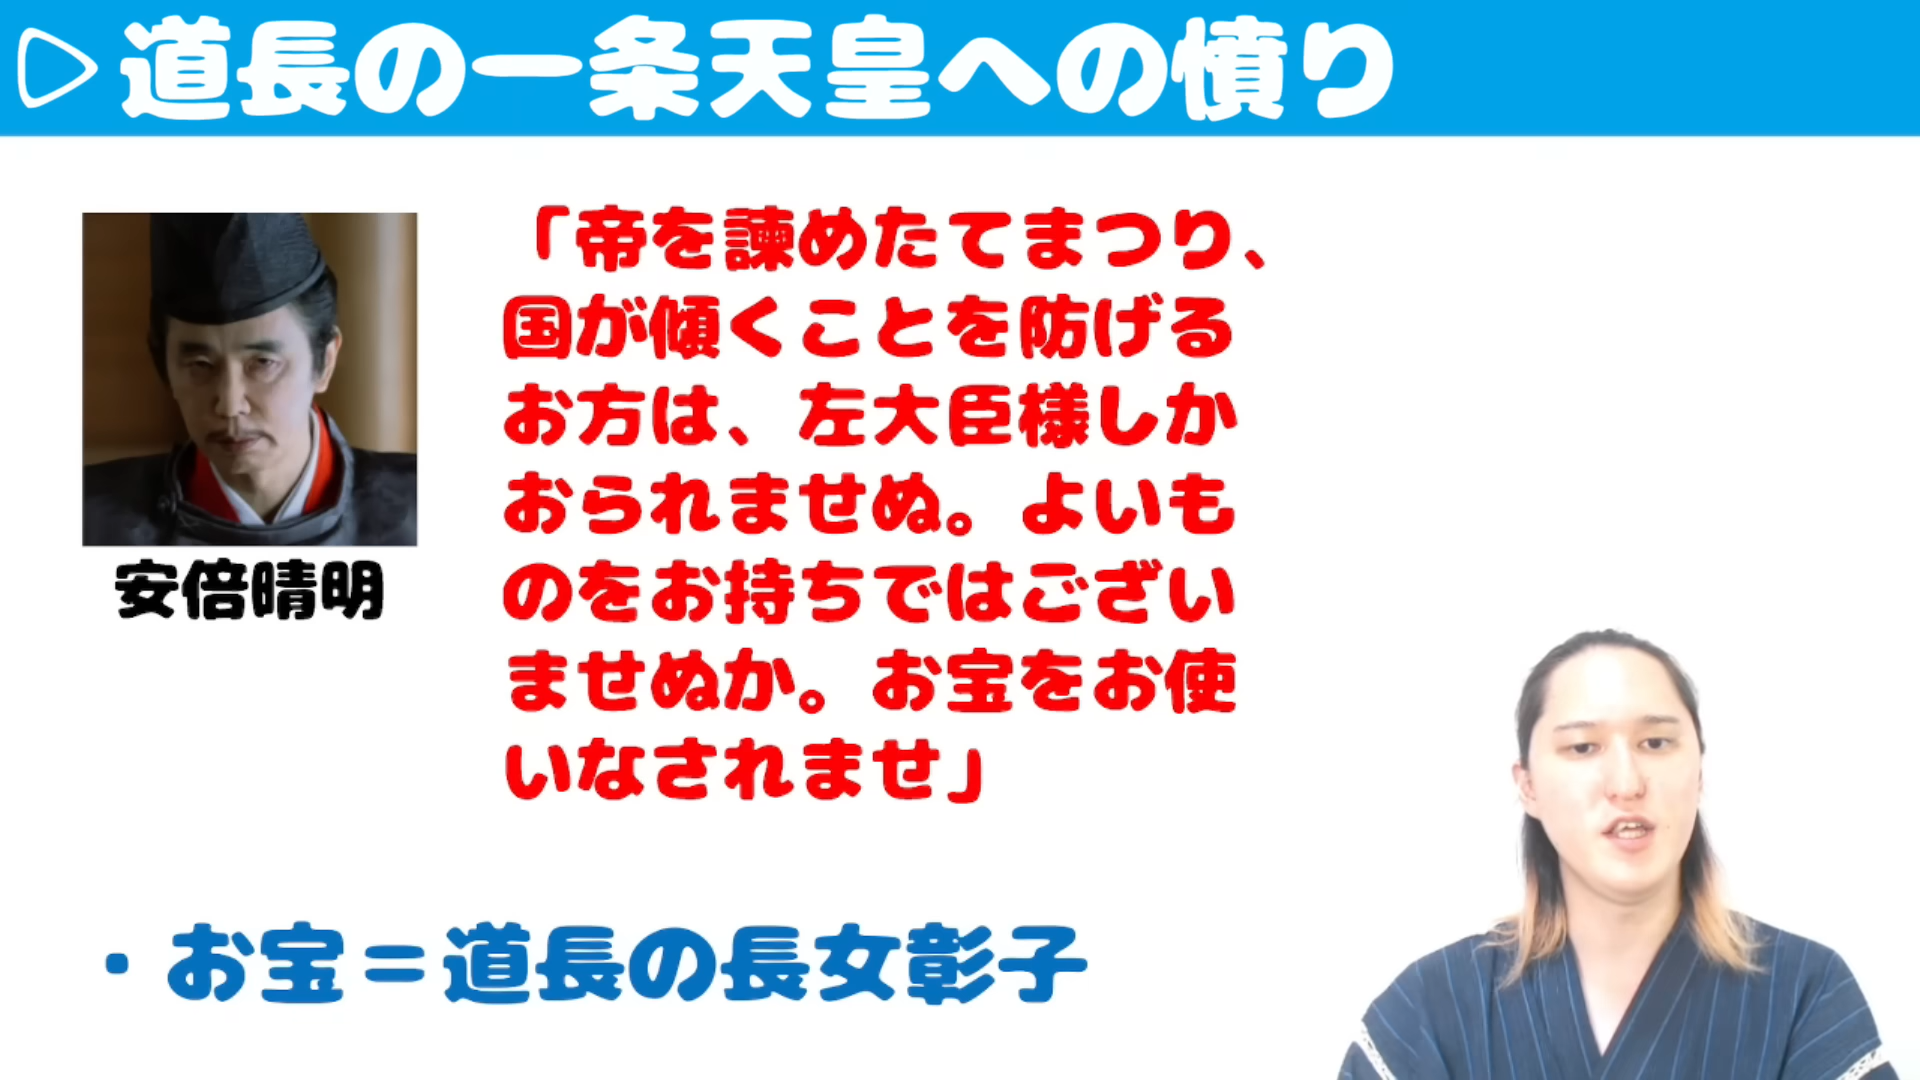 道長の一条天皇への憤り
「帝を諫めたてまつり、
国が傾くことを防げる
お方は、左大臣様しか
おられませぬ。よいも
のをお持ちではござい
ませぬか。お宝をお使
いなされませ」
安倍晴明
・お宝＝道長の長女彰子